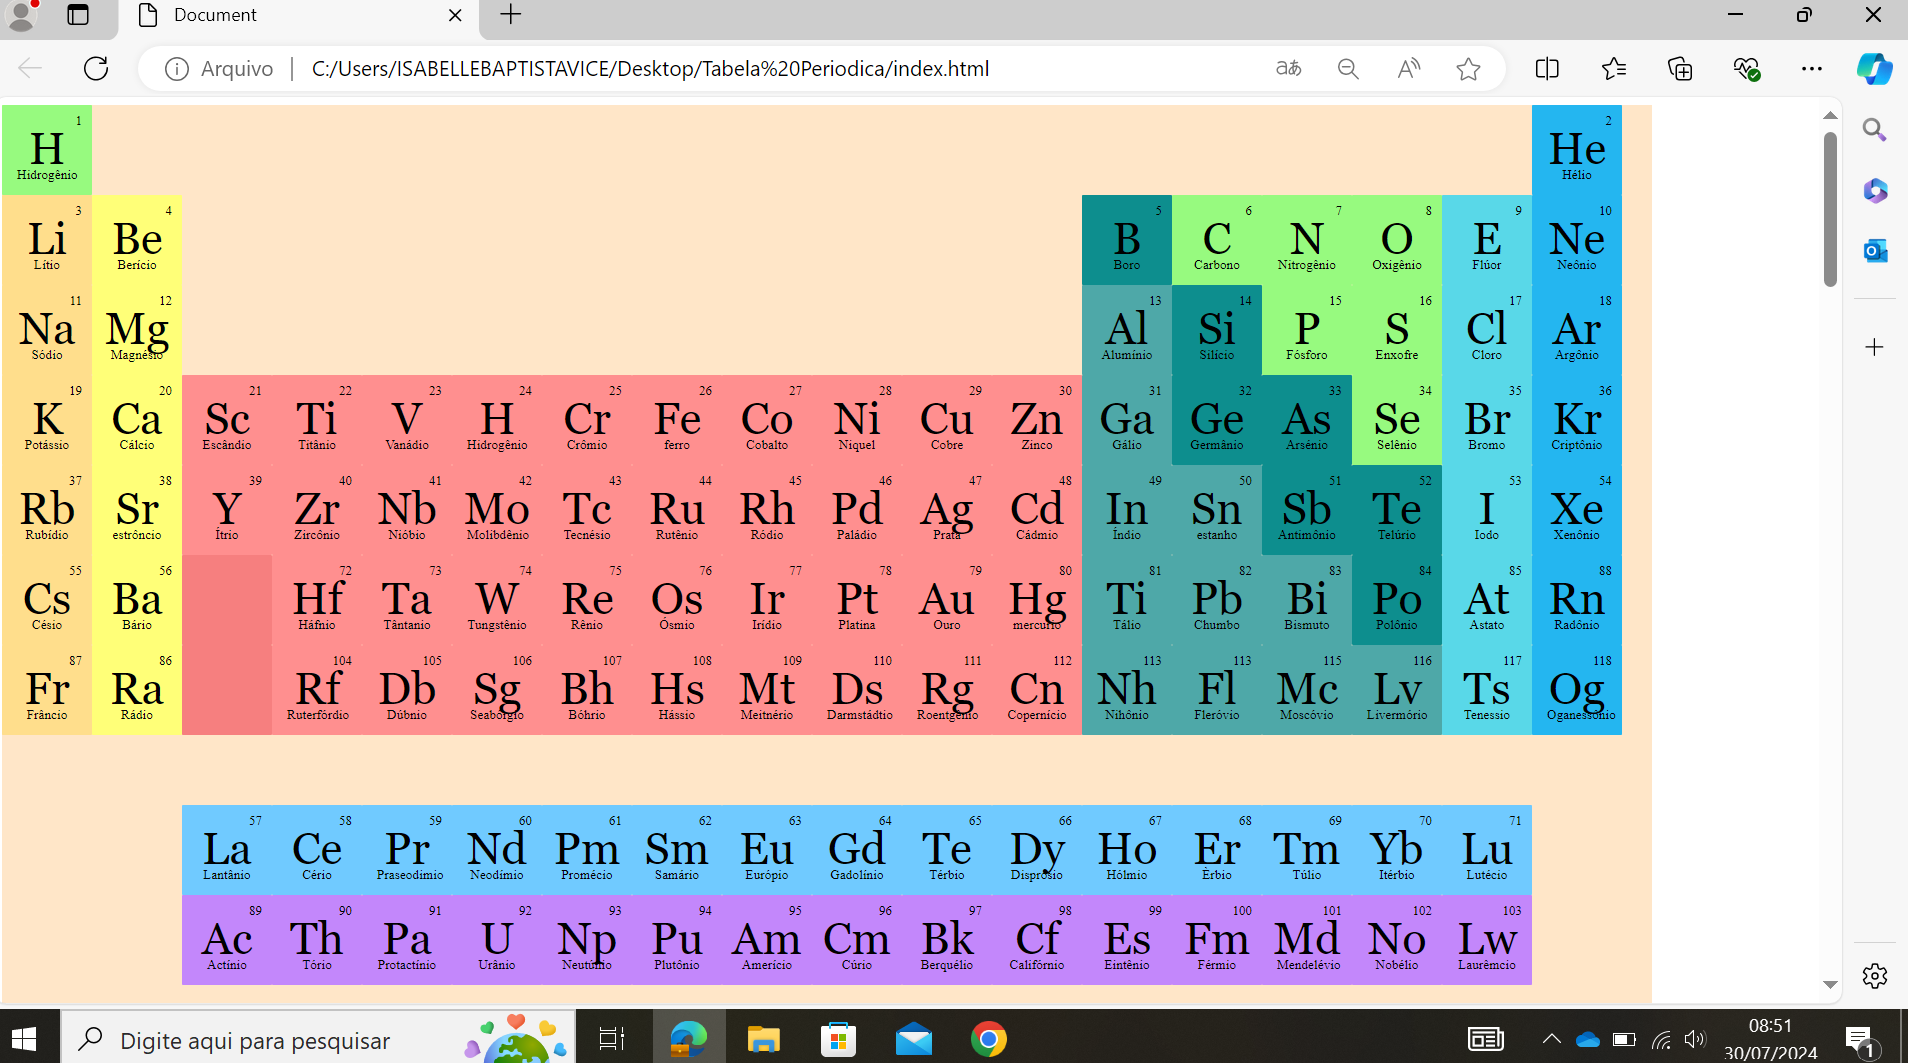 Document
Arquivo C:/Users/ISABELLEBAPTISTAVICE/Desktop/Tabela%20Periodica/index.html
1 2
H He
Hidrogênio Hélio
3 4 5 6 7 8 9 10
Li Be B C N O E Ne
Lítio Berício Boro Carbono Nitrogênio Oxigênio Flúor Neônio
11 12 13 14 15 16 17 18
Na Mg Al Si P S Cl Ar
Sódio Magnésio Alumínio Silício Fósforo Enxofre Cloro Argônio
19 20 21 22 23 24 25 26 27 28 29 30 31 32 33 34 35 36
K Ca Sc Ti V H Cr Fe Co Ni Cu Zn Ga Ge As Se Br Kr
Potássio Cálcio Escândio Titânio Vanádio Hidrogênio Crômio ferro Cobalto Niquel Cobre Zinco Gálio Germânio Arsénio Selênio Bromo Criptônio
37 38 39 40 41 42 43 44 45 46 47 48 49 50 51 52 53 54
Rb Sr Y Zr Nb Mo Tc Ru Rh Pd Ag Cd In Sn Sb Te I Xe
Rubídio estrôncio Ítrio Zircônio Nióbio Molibdênio Tecnésio Rutênio Ródio Paládio Prata Cádmio Índio estanho Antimônio Telúrio Iodo Xenônio
55 56 72 73 74 75 76 77 78 79 80 81 82 83 84 85 88
Cs Ba Hf Ta W Re Os Ir Pt Au Hg Ti Pb Bi Po At Rn
Césio Bário Háfnio Tântanio Tungstênio Rênio Ósmio Irídio Platina Ouro mercurio Tálio Chumbo Bismuto Polônio Astato Radônio
87 86 104 105 106 107 108 109 110 111 112 113 113 115 116 117 118
Fr Ra Rf Db Sg Bh Hs Mt Ds Rg Cn Nh Fl Mc Lv Ts Og
Frâncio Rádio Ruterfórdio Dúbnio Seaborgio Bóhrio Hássio Meitnério Darmstádtio Roentgênio Copernício Nihônio Fleróvio Moscóvio Livermório Tenessio Oganessônio
57 58 59 60 61 62 63 64 65 66 67 68 69 70 71
La Ce Pr Nd Pm Sm Eu Gd Te Dy Ho Er Tm Yb Lu
Lantânio Cério Praseodimio Neodímio Promécio Samário Európio Gadolínio Térbio Disprósio Hólmio Érbio Túlio Itérbio Lutécio
89 90 91 92 93 94 95 96 97 98 99 100 101 102 103
Ac Th Pa U Np Pu Am Cm Bk Cf Es Fm Md No Lw
Actínio Tório Protactínio Urânio Plutônio Amerício Cúrio Berquélio Califórnio Eintênio Férmio Mendelévio Nobélio Laurêmcio
Digite aqui para pesquisar
08:51
30/07/2024
1